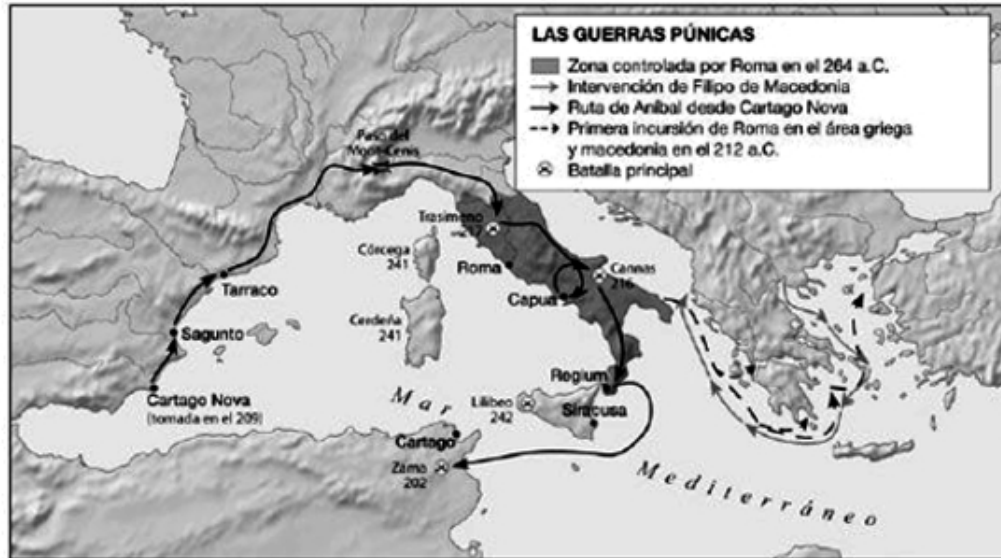 LAS GUERRAS PÚNICAS
Zona controlada por Roma en el 264 a.C.
Intervención de Filipo de Macedonia
Ruta de Aníbal desde Cartago Nova
Primera incursión de Roma en el área griega
y macedonia en el 212 a.C.
Batalla principal
Paso del
Mont-Cenis
Trasimeno
217
Córcega
241
Roma
Cannas
216
Capua
Tarraco
Cerdeña
241
Sagunto
Regium
Cartago Nova
(tomada en el 209)
Lilibeo
242
Siracusa
Mar
Cartago
Zama
202
Mediterráneo